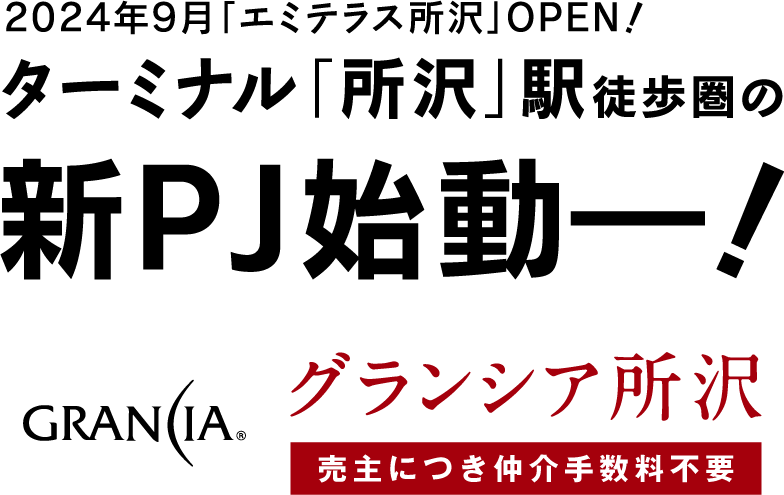 2024年9月「エミテラス所沢」OPEN!
ターミナル「所沢」駅徒歩圏の
新PJ始動―!
グランシア所沢
GRANCIA®
売主につき仲介手数料不要